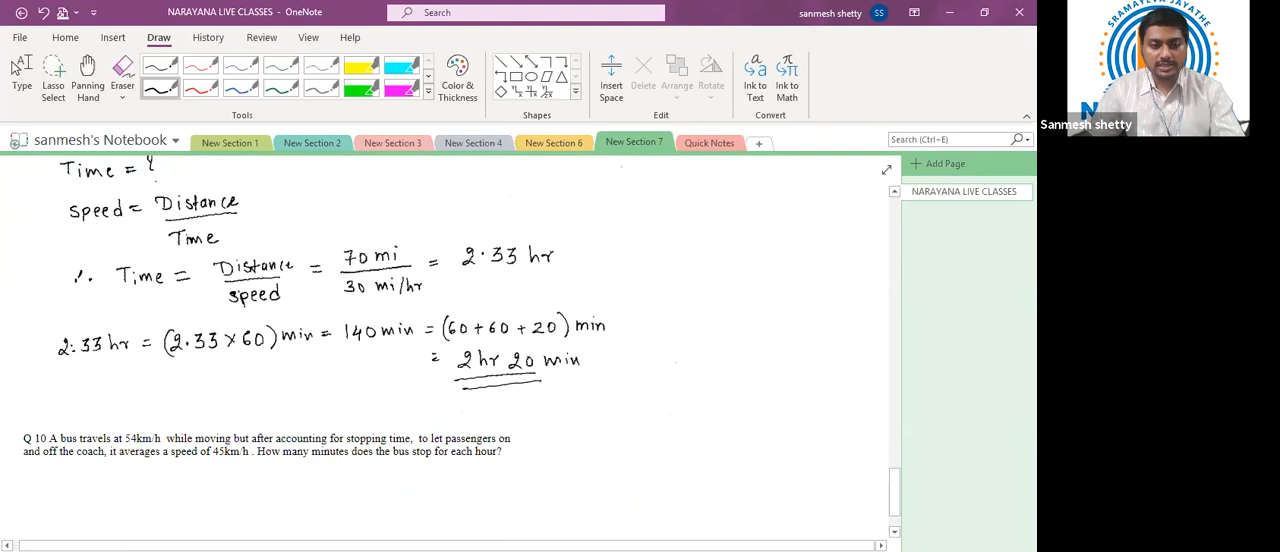 NARAYANA LIVE CLASSES - OneNote
Search
sanmesh shetty
SS
File Home Insert Draw History Review View Help
Type
Lasso Select
Panning Hand
Eraser
Color & Thickness
Insert Space
Delete
Arrange
Rotate
Ink to Text
Ink to Math
Tools
Shapes
Edit
Convert
sanmesh's Notebook
New Section 1
New Section 2
New Section 3
New Section 4
New Section 6
New Section 7
Quick Notes
Search (Ctrl+E)
Add Page
NARAYANA LIVE CLASSES
Time = ?
Speed = Distance / Time
∴ Time = Distance / Speed = 70 mi / 30 mi/hr = 2.33 hr
2.33 hr = (2.33 × 60) min = 140 min = (60 + 60 + 20) min
= 2 hr 20 min
Q 10 A bus travels at 54km/h while moving but after accounting for stopping time, to let passengers on
and off the coach, it averages a speed of 45km/h . How many minutes does the bus stop for each hour?
SRAMAYEVA JAYATHE
Sanmesh shetty